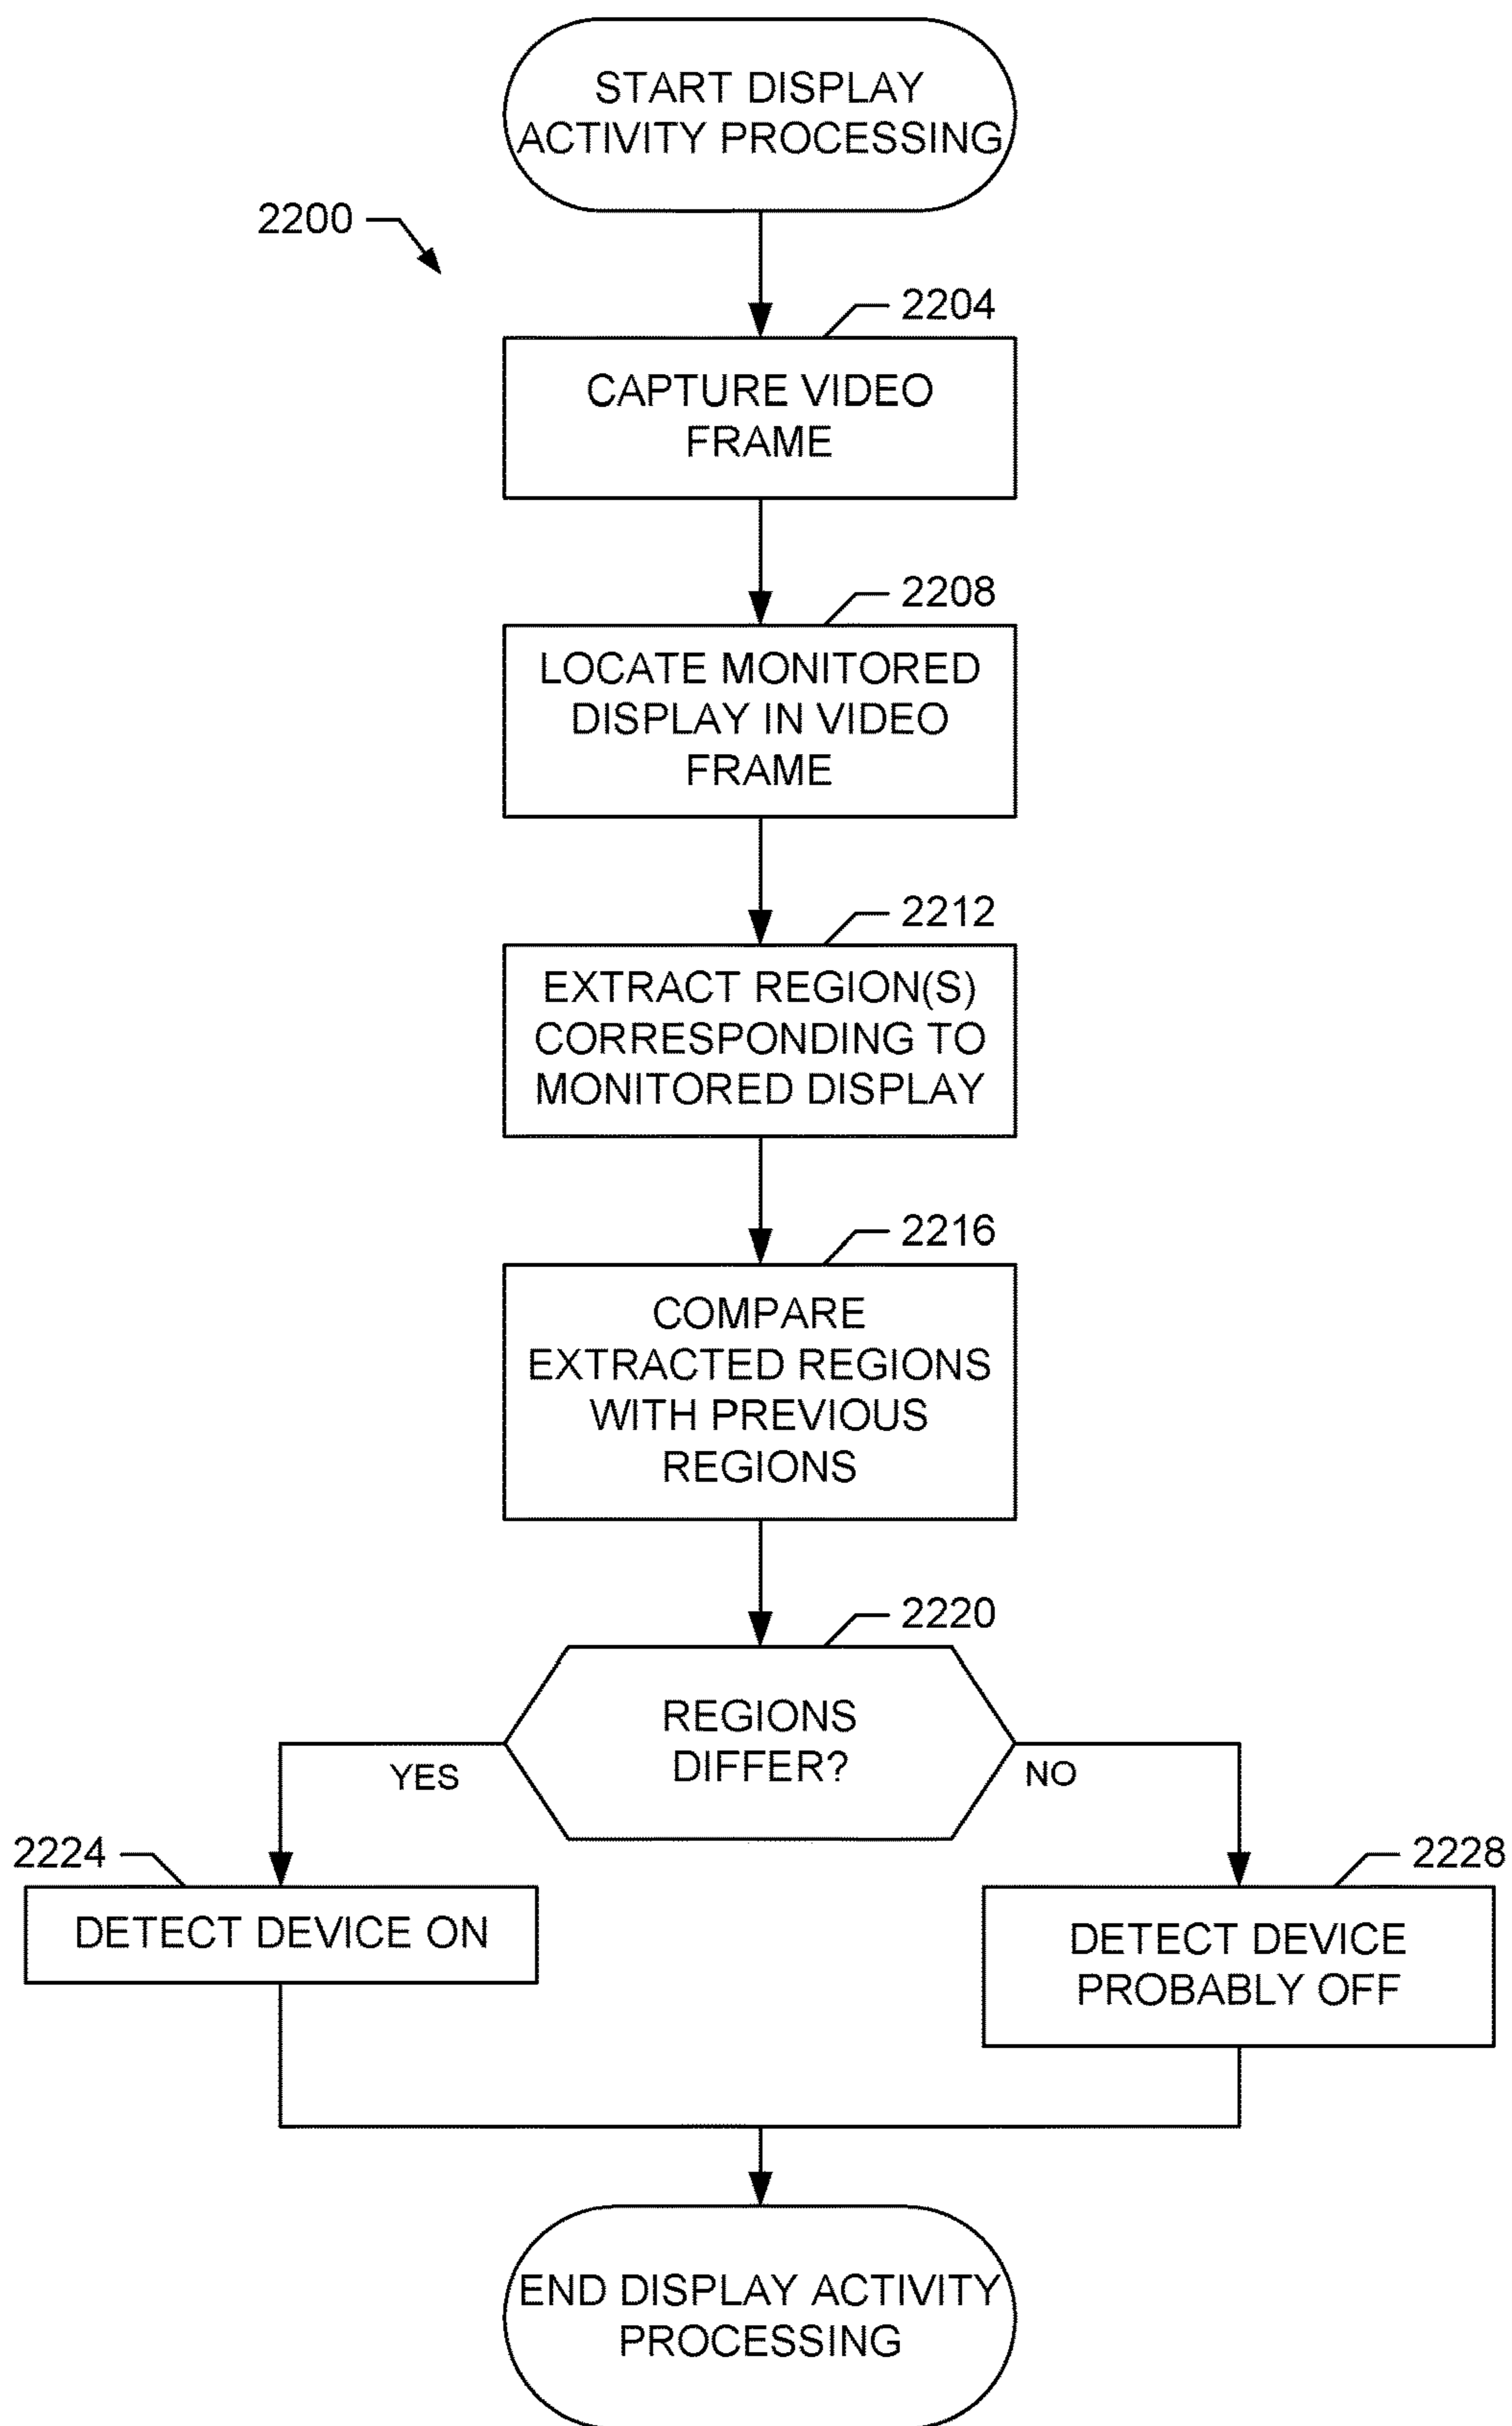 START DISPLAY
ACTIVITY PROCESSING
2200
2204
CAPTURE VIDEO
FRAME
2208
LOCATE MONITORED
DISPLAY IN VIDEO
FRAME
2212
EXTRACT REGION(S)
CORRESPONDING TO
MONITORED DISPLAY
2216
COMPARE
EXTRACTED REGIONS
WITH PREVIOUS
REGIONS
2220
REGIONS
DIFFER?
YES
NO
2224
DETECT DEVICE ON
2228
DETECT DEVICE
PROBABLY OFF
END DISPLAY ACTIVITY
PROCESSING